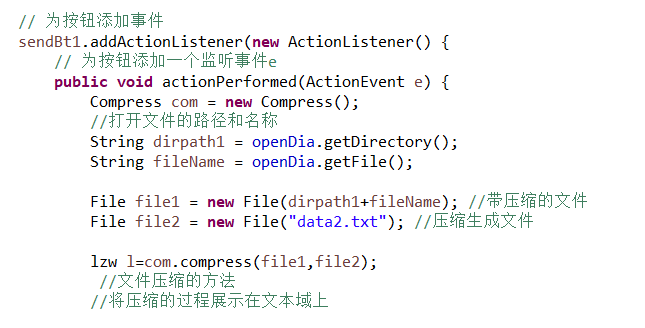 // 为按钮添加事件
sendBt1.addActionListener(new ActionListener() {
// 为按钮添加一个监听事件e
public void actionPerformed(ActionEvent e) {
Compress com = new Compress();
//打开文件的路径和名称
String dirpath1 = openDia.getDirectory();
String fileName = openDia.getFile();
File file1 = new File(dirpath1+fileName); //带压缩的文件
File file2 = new File("data2.txt"); //压缩生成文件
lzw l=com.compress(file1,file2);
//文件压缩的方法
//将压缩的过程展示在文本域上